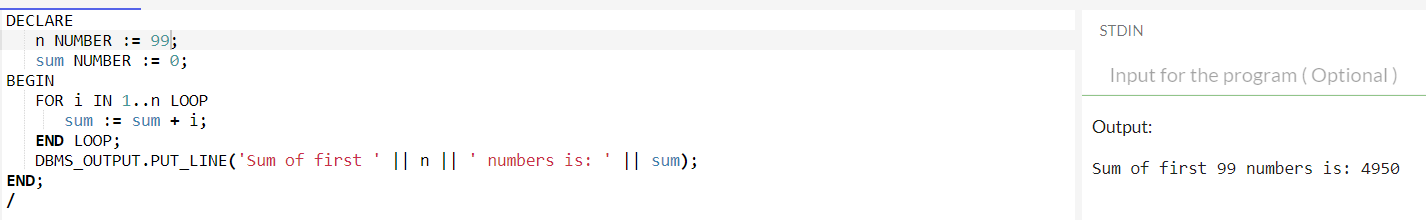 DECLARE
n NUMBER := 99;
sum NUMBER := 0;
BEGIN
FOR i IN 1..n LOOP
sum := sum + i;
END LOOP;
DBMS_OUTPUT.PUT_LINE('Sum of first ' || n || ' numbers is: ' || sum);
END;
/
STDIN
Input for the program ( Optional )
Output:
Sum of first 99 numbers is: 4950